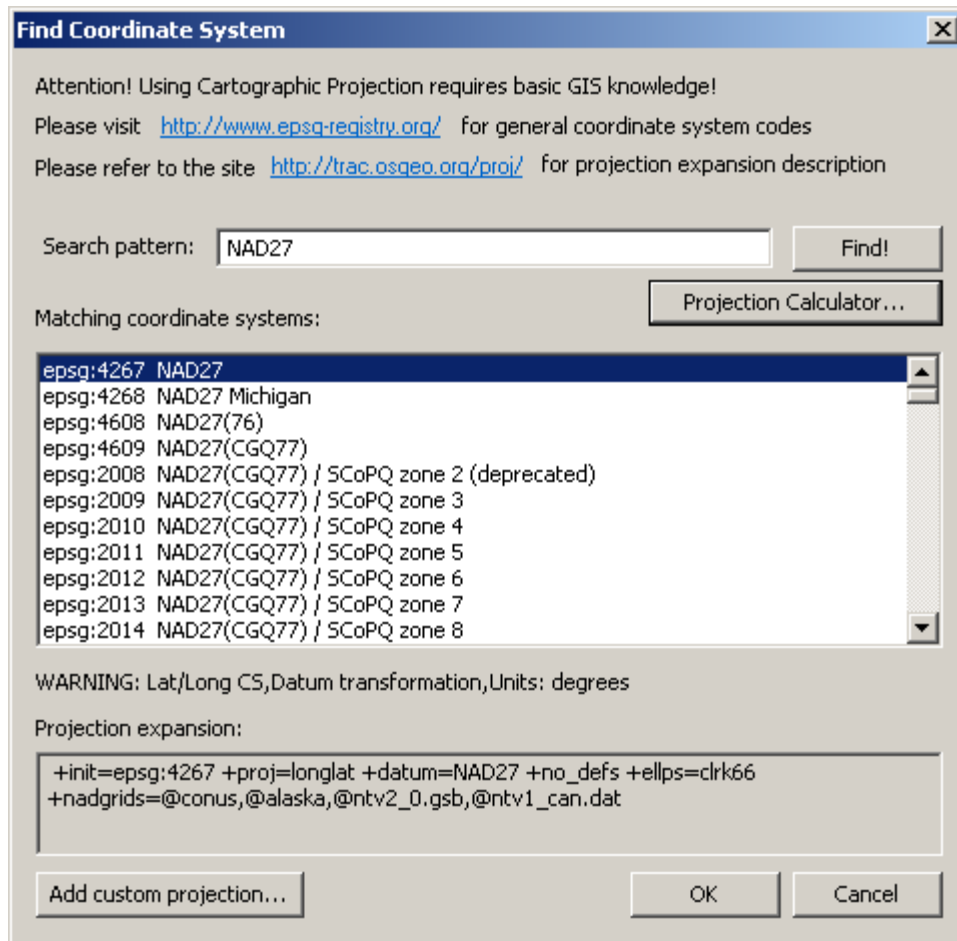 Find Coordinate System
Attention! Using Cartographic Projection requires basic GIS knowledge!
Please visit http://www.epsg-registry.org/ for general coordinate system codes
Please refer to the site http://trac.osgeo.org/proj/ for projection expansion description
Search pattern: NAD27 Find!
Projection Calculator...
Matching coordinate systems:
epsg:4267 NAD27
epsg:4268 NAD27 Michigan
epsg:4608 NAD27(76)
epsg:4609 NAD27(CGQ77)
epsg:2008 NAD27(CGQ77) / SCoPQ zone 2 (deprecated)
epsg:2009 NAD27(CGQ77) / SCoPQ zone 3
epsg:2010 NAD27(CGQ77) / SCoPQ zone 4
epsg:2011 NAD27(CGQ77) / SCoPQ zone 5
epsg:2012 NAD27(CGQ77) / SCoPQ zone 6
epsg:2013 NAD27(CGQ77) / SCoPQ zone 7
epsg:2014 NAD27(CGQ77) / SCoPQ zone 8
WARNING: Lat/Long CS,Datum transformation,Units: degrees
Projection expansion:
+init=epsg:4267 +proj=longlat +datum=NAD27 +no_defs +ellps=clrk66
+nadgrids=@conus,@alaska,@ntv2_0.gsb,@ntv1_can.dat
Add custom projection... OK Cancel